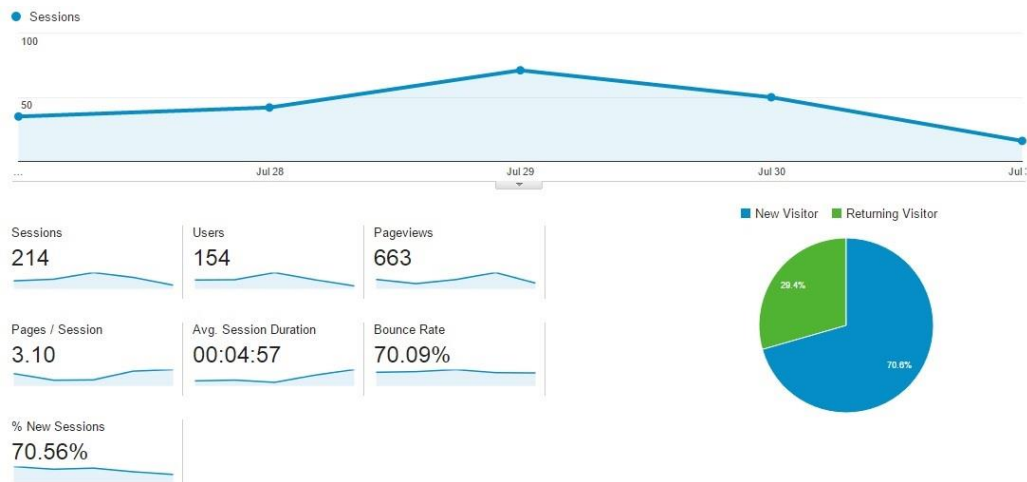 Sessions
100
50
...
Jul 28
Jul 29
Jul 30
Jul
New Visitor
Returning Visitor
Sessions
214
Users
154
Pageviews
663
Pages / Session
3.10
Avg. Session Duration
00:04:57
Bounce Rate
70.09%
% New Sessions
70.56%
29.4%
70.6%